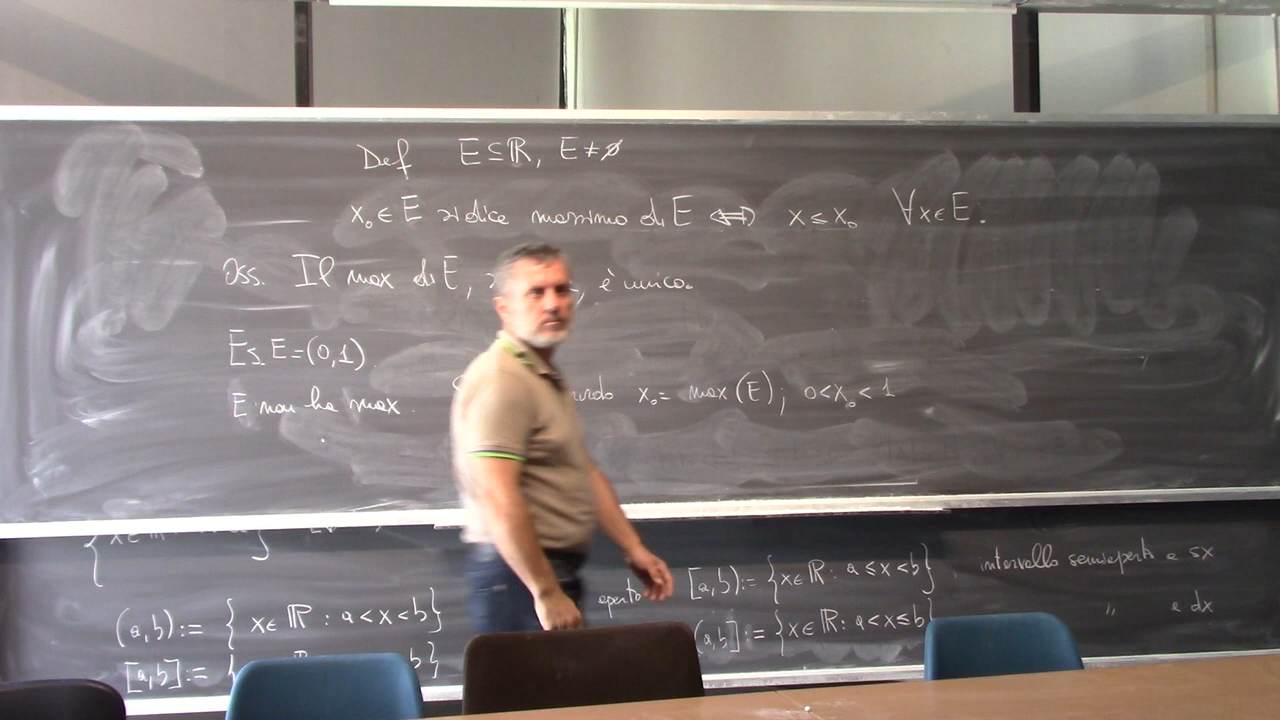 Def E ⊆ ℝ, E ≠ ∅
x₀ ∈ E si dice massimo di E ⟺ x ≤ x₀ ∀x ∈ E.
Oss. Il max di E, è unico.
Es. E=(0,1)
E non ha max. x₀= max(E); 0<x₀<1
(a,b):= { x∈ ℝ : a<x<b} aperto [a,b):= {x∈ℝ: a≤x<b}, intervallo semiaperto a sx
[a,b]:= { b} (a,b]:= {x∈ℝ: a<x≤b} " a dx